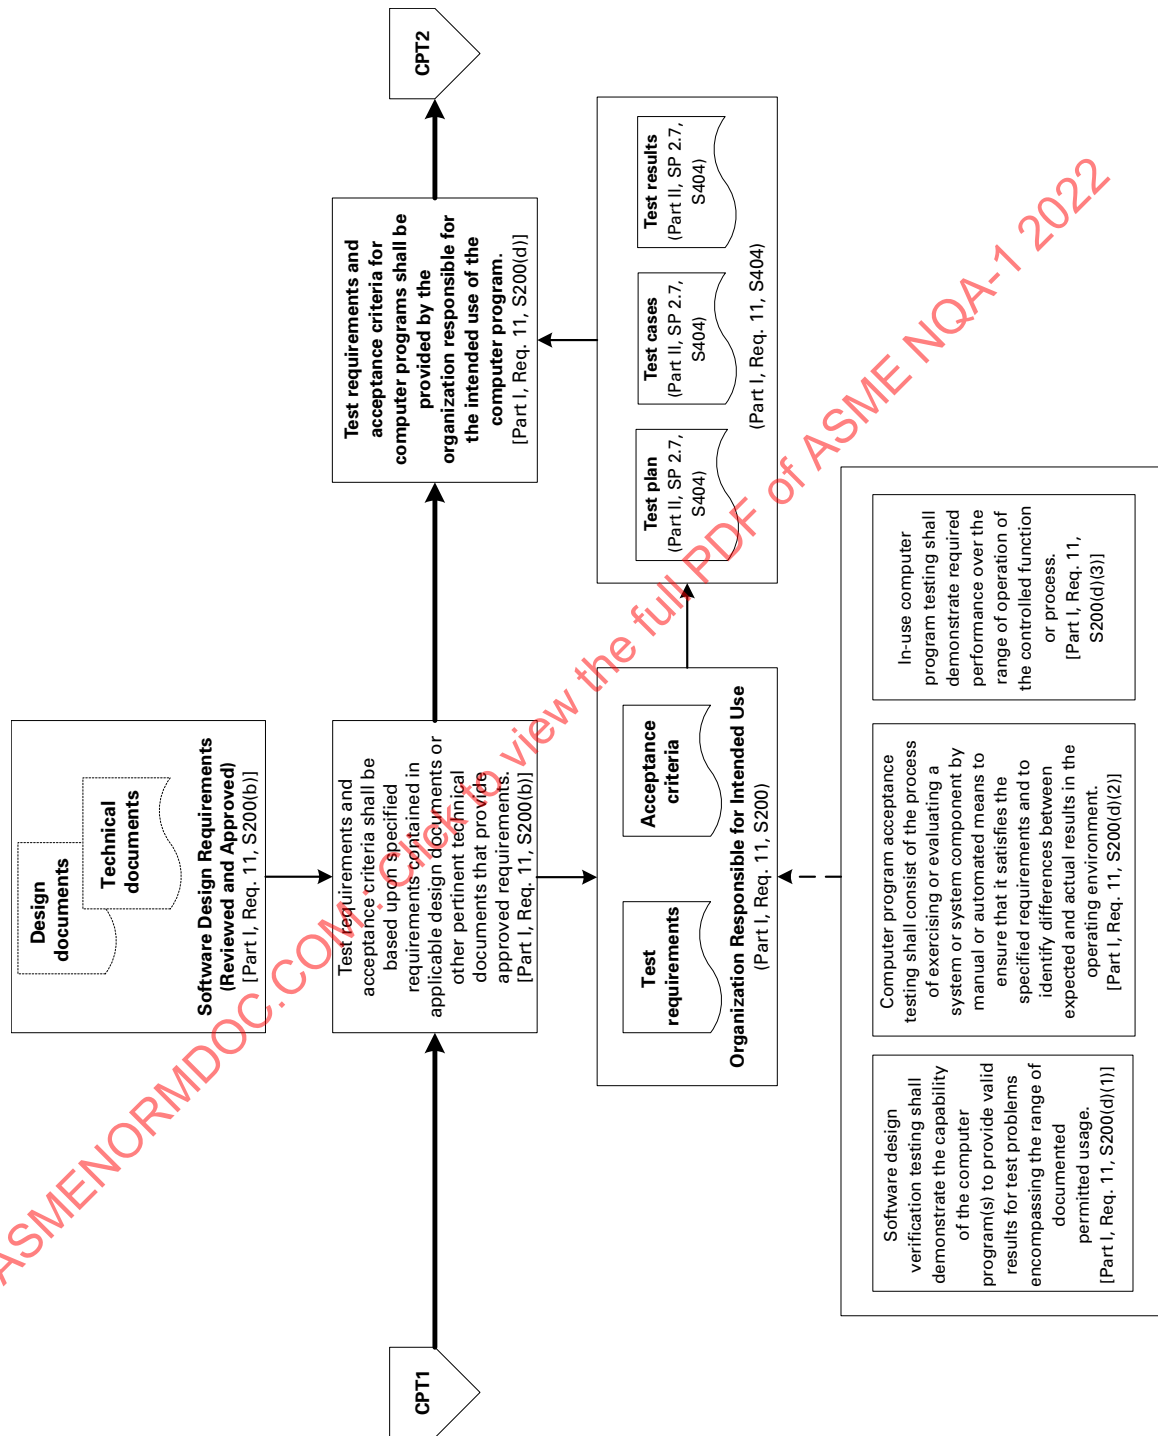 Design
documents
Technical
documents
Software Design Requirements
(Reviewed and Approved)
[Part I, Req. 11, S200(b)]
CPT1
Test requirements and
acceptance criteria shall be
based upon specified
requirements contained in
applicable design documents or
other pertinent technical
documents that provide
approved requirements.
[Part I, Req. 11, S200(b)]
Test requirements and
acceptance criteria for
computer programs shall be
provided by the
organization responsible for
the intended use of the
computer program.
[Part I, Req. 11, S200(d)]
CPT2
Test
requirements
Acceptance
criteria
Organization Responsible for Intended Use
(Part I, Req. 11, S200)
Test plan
(Part II, SP 2.7,
S404)
Test cases
(Part II, SP 2.7,
S404)
Test results
(Part II, SP 2.7,
S404)
(Part I, Req. 11, S404)
Software design
verification testing shall
demonstrate the capability
of the computer
program(s) to provide valid
results for test problems
encompassing the range of
documented
permitted usage.
[Part I, Req. 11, S200(d)(1)]
Computer program acceptance
testing shall consist of the process
of exercising or evaluating a
system or system component by
manual or automated means to
ensure that it satisfies the
specified requirements and to
identify differences between
expected and actual results in the
operating environment.
[Part I, Req. 11, S200(d)(2)]
In-use computer
program testing shall
demonstrate required
performance over the
range of operation of
the controlled function
or process.
[Part I, Req. 11,
S200(d)(3)]
ASMENORMDOC.COM : Click to view the full PDF of ASME NQA-1 2022